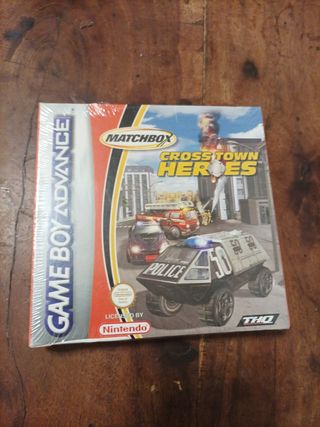 GAME BOY ADVANCE
MATCHBOX
CROSS TOWN
HEROES
POLICE
50
LICENSED BY
Nintendo
THQ